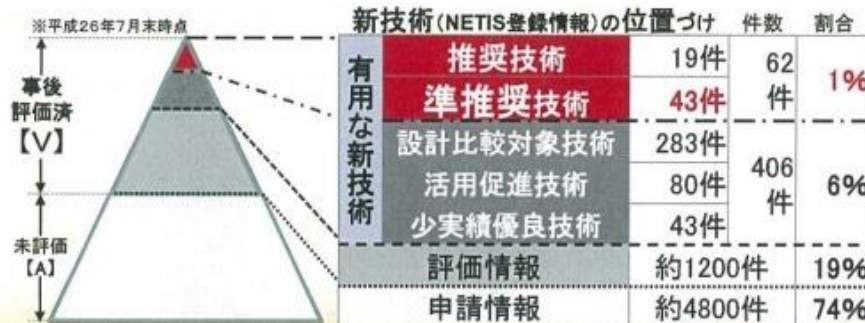 ※平成26年7月末時点
新技術(NETIS登録情報)の位置づけ 件数 割合
事後
評価済
【V】
未評価
【A】
有用な新技術
推奨技術 19件
準推奨技術 43件
62件
1%
設計比較対象技術 283件
活用促進技術 80件
少実績優良技術 43件
406件
6%
評価情報 約1200件 19%
申請情報 約4800件 74%